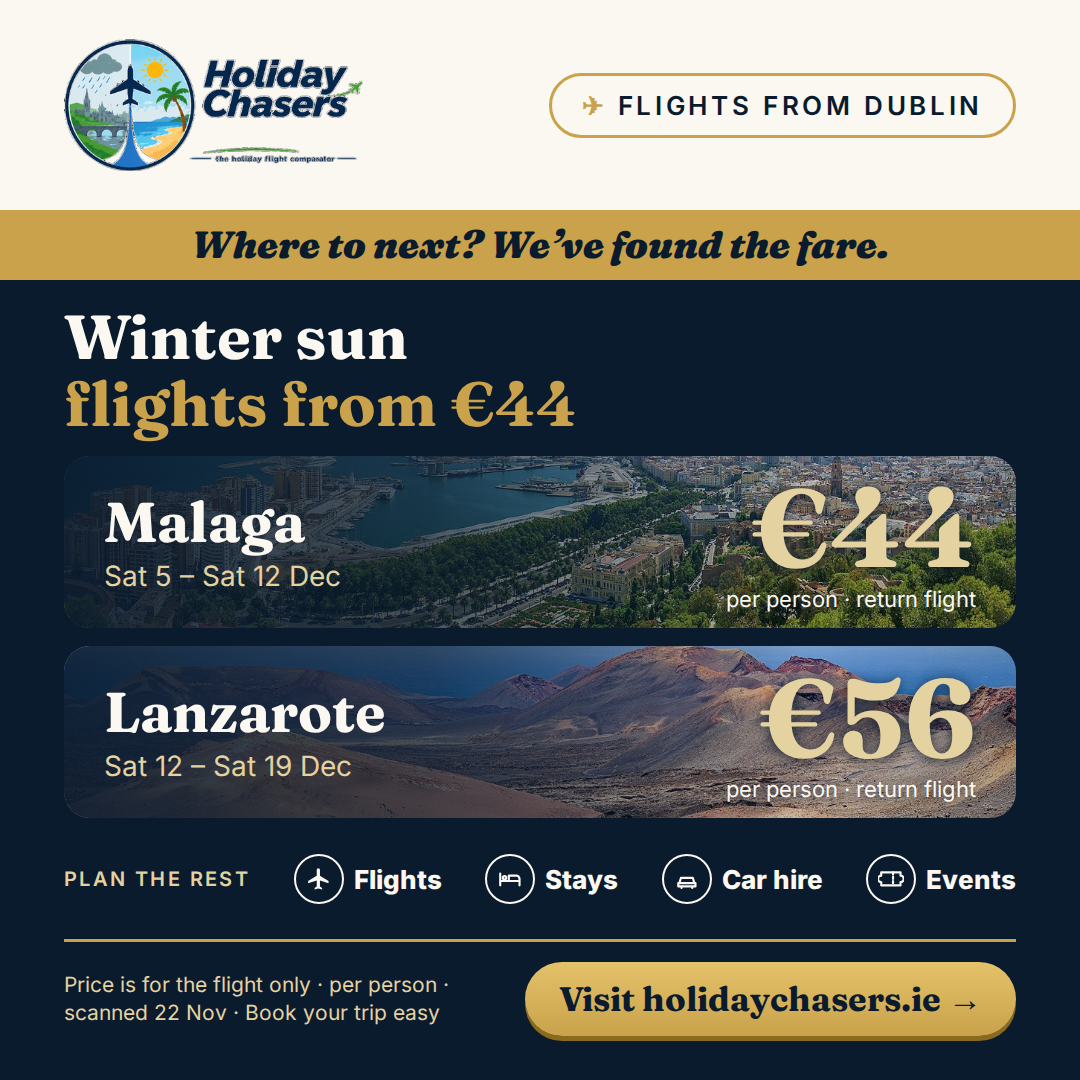 Holiday
Chasers
the holiday flight comparator
✈ FLIGHTS FROM DUBLIN
Where to next? We’ve found the fare.
Winter sun
flights from €44
Malaga
Sat 5 – Sat 12 Dec
€44
per person · return flight
Lanzarote
Sat 12 – Sat 19 Dec
€56
per person · return flight
PLAN THE REST
Flights
Stays
Car hire
Events
Price is for the flight only · per person ·
scanned 22 Nov · Book your trip easy
Visit holidaychasers.ie →